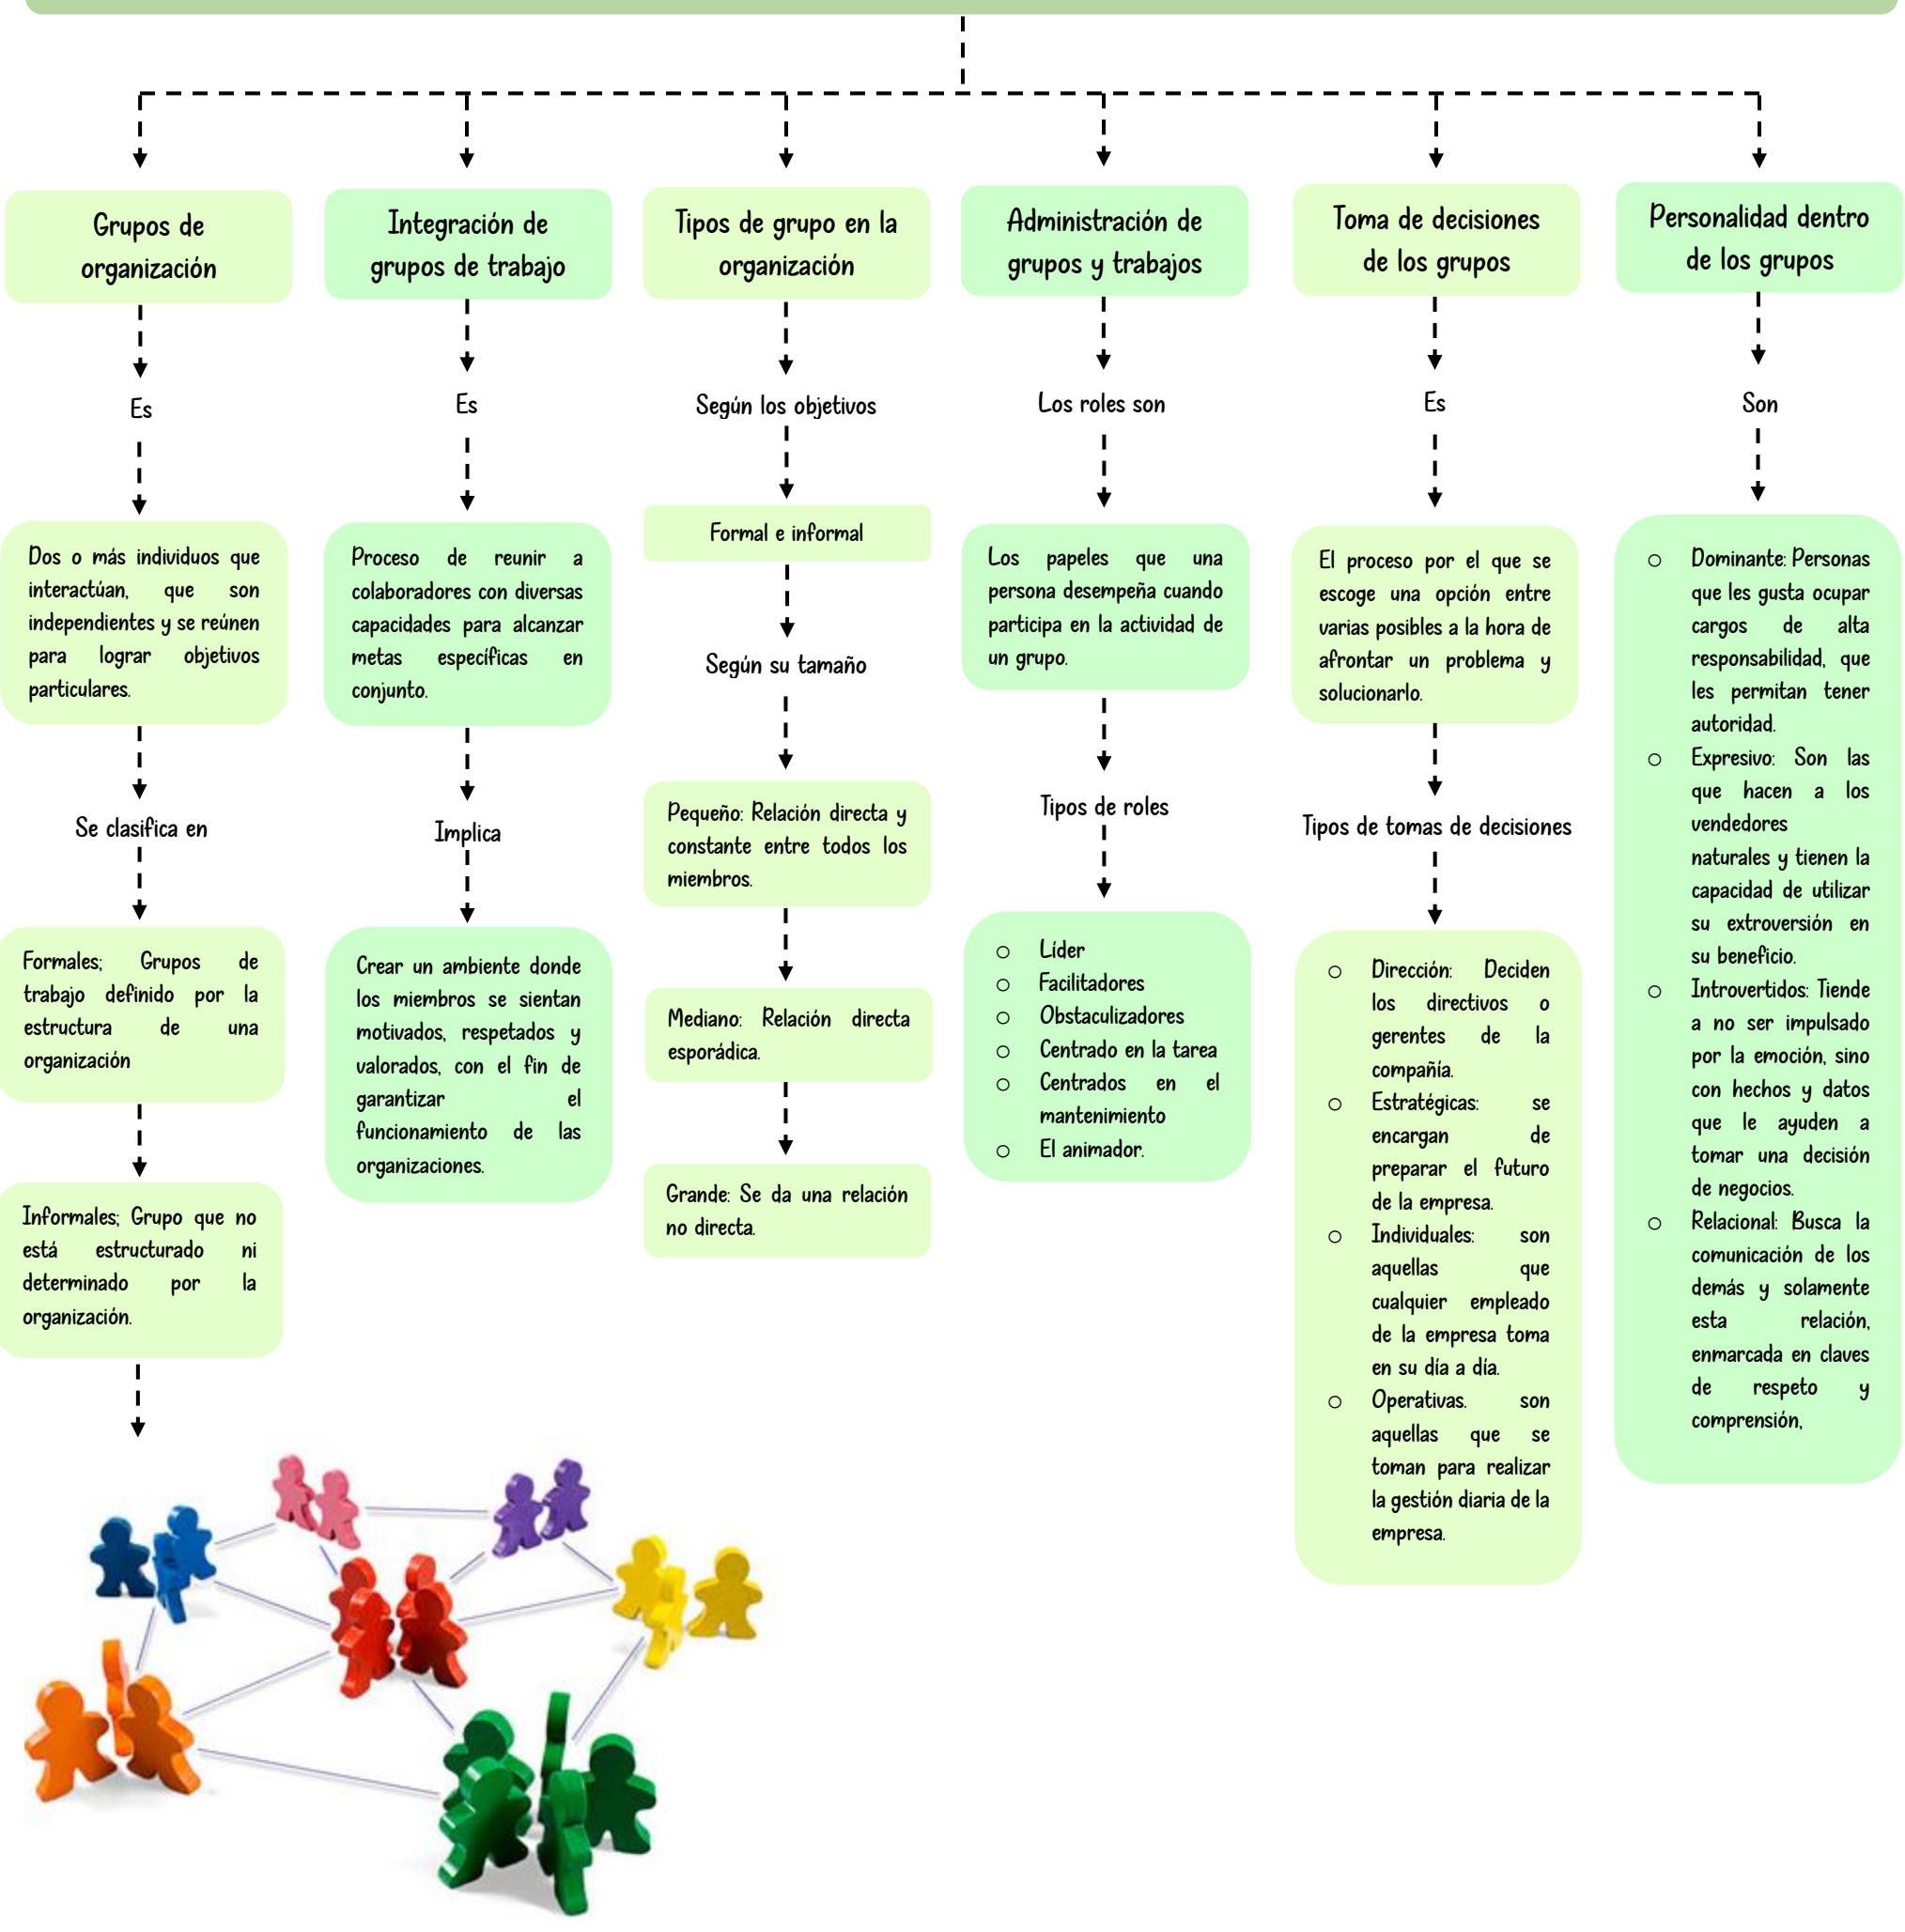 Grupos de
organización
Es
Dos o más individuos que
interactúan, que son
independientes y se reúnen
para lograr objetivos
particulares.
Se clasifica en
Formales; Grupos de
trabajo definido por la
estructura de una
organización
Informales; Grupo que no
está estructurado ni
determinado por la
organización.
Integración de
grupos de trabajo
Es
Proceso de reunir a
colaboradores con diversas
capacidades para alcanzar
metas específicas en
conjunto.
Implica
Crear un ambiente donde
los miembros se sientan
motivados, respetados y
valorados, con el fin de
garantizar el
funcionamiento de las
organizaciones.
Tipos de grupo en la
organización
Según los objetivos
Formal e informal
Según su tamaño
Pequeño: Relación directa y
constante entre todos los
miembros.
Mediano: Relación directa
esporádica.
Grande: Se da una relación
no directa.
Administración de
grupos y trabajos
Los roles son
Los papeles que una
persona desempeña cuando
participa en la actividad de
un grupo.
Tipos de roles
o Líder
o Facilitadores
o Obstaculizadores
o Centrado en la tarea
o Centrados en el
mantenimiento
o El animador.
Toma de decisiones
de los grupos
Es
El proceso por el que se
escoge una opción entre
varias posibles a la hora de
afrontar un problema y
solucionarlo.
Tipos de tomas de decisiones
o Dirección: Deciden
los directivos o
gerentes de la
compañía.
o Estratégicas: se
encargan de
preparar el futuro
de la empresa.
o Individuales: son
aquellas que
cualquier empleado
de la empresa toma
en su día a día.
o Operativas. son
aquellas que se
toman para realizar
la gestión diaria de la
empresa.
Personalidad dentro
de los grupos
Son
o Dominante: Personas
que les gusta ocupar
cargos de alta
responsabilidad, que
les permitan tener
autoridad.
o Expresivo: Son las
que hacen a los
vendedores
naturales y tienen la
capacidad de utilizar
su extroversión en
su beneficio.
o Introvertidos: Tiende
a no ser impulsado
por la emoción, sino
con hechos y datos
que le ayuden a
tomar una decisión
de negocios.
o Relacional: Busca la
comunicación de los
demás y solamente
esta relación,
enmarcada en claves
de respeto y
comprensión,